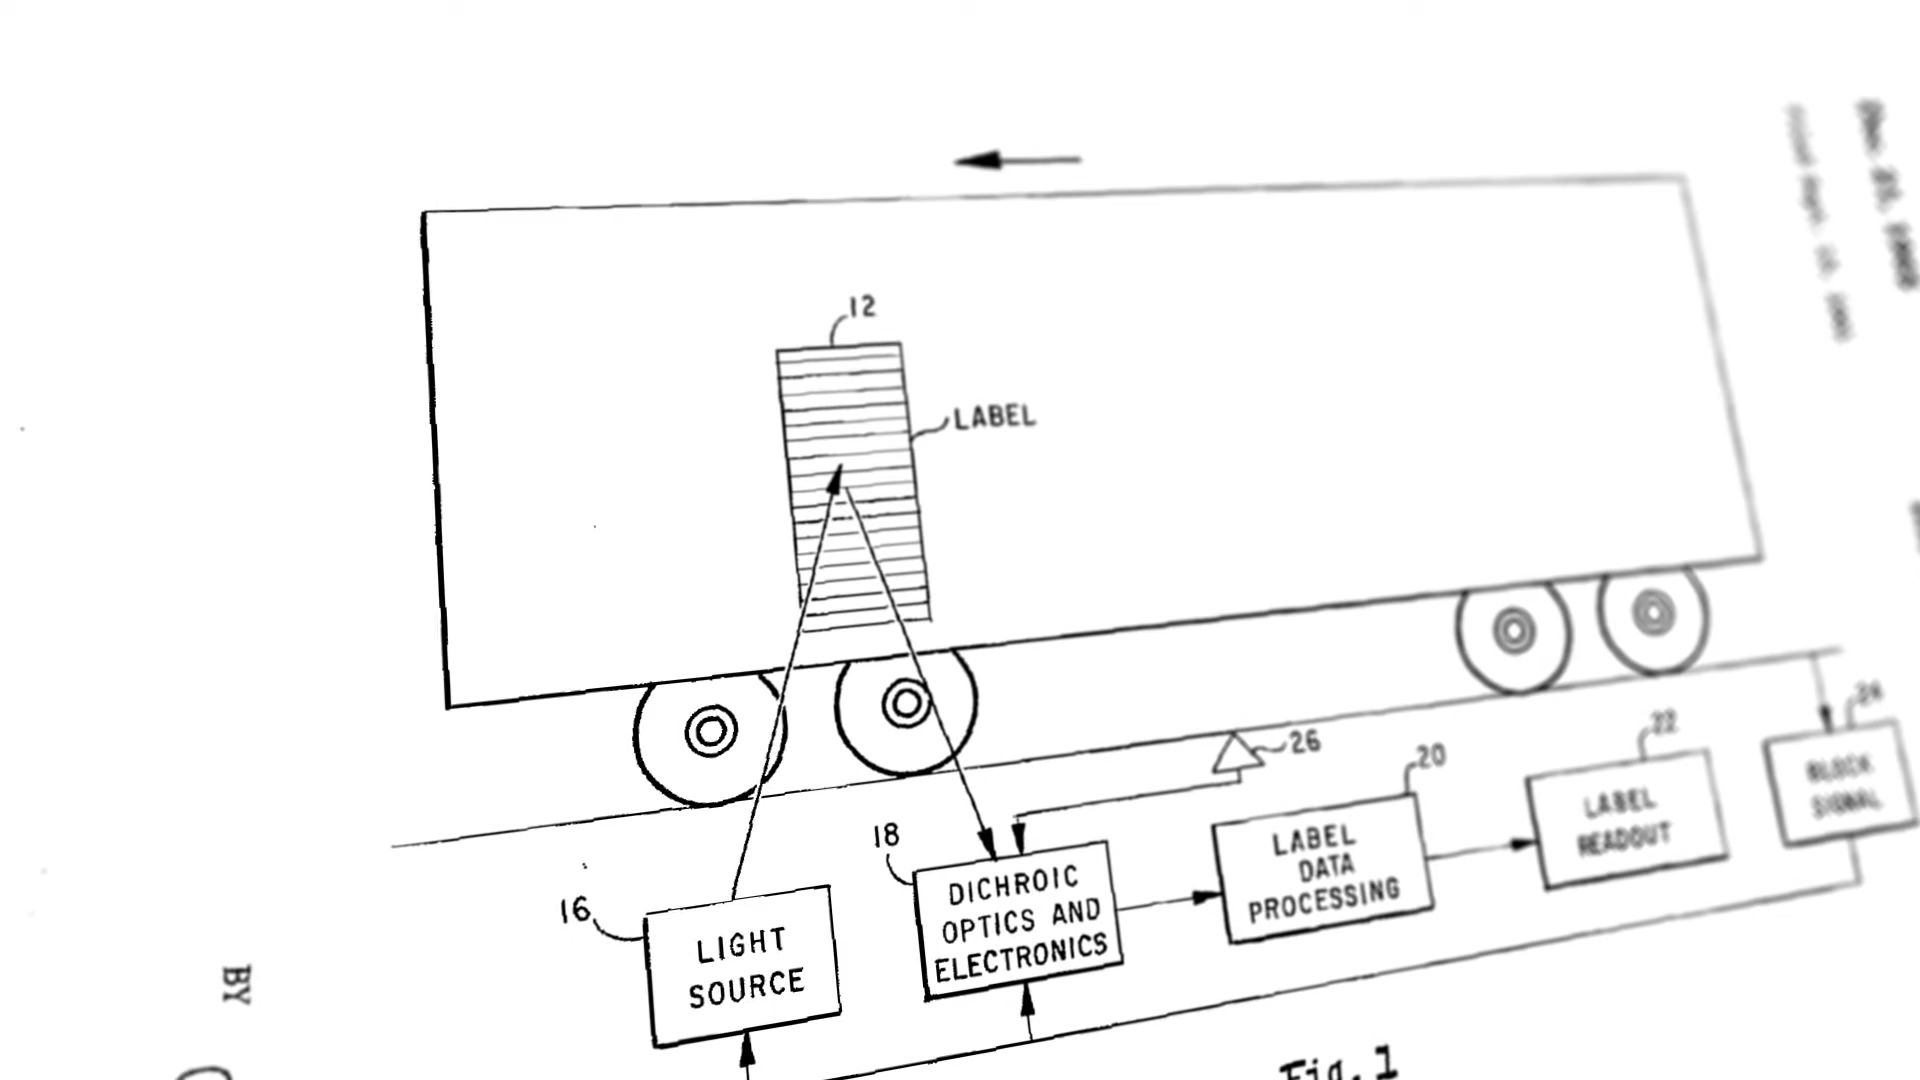 12
LABEL
26
20
22
24
18
16
LIGHT
SOURCE
DICHROIC
OPTICS AND
ELECTRONICS
LABEL
DATA
PROCESSING
LABEL
READOUT
BLOCK
SIGNAL
BY
Fig. 1